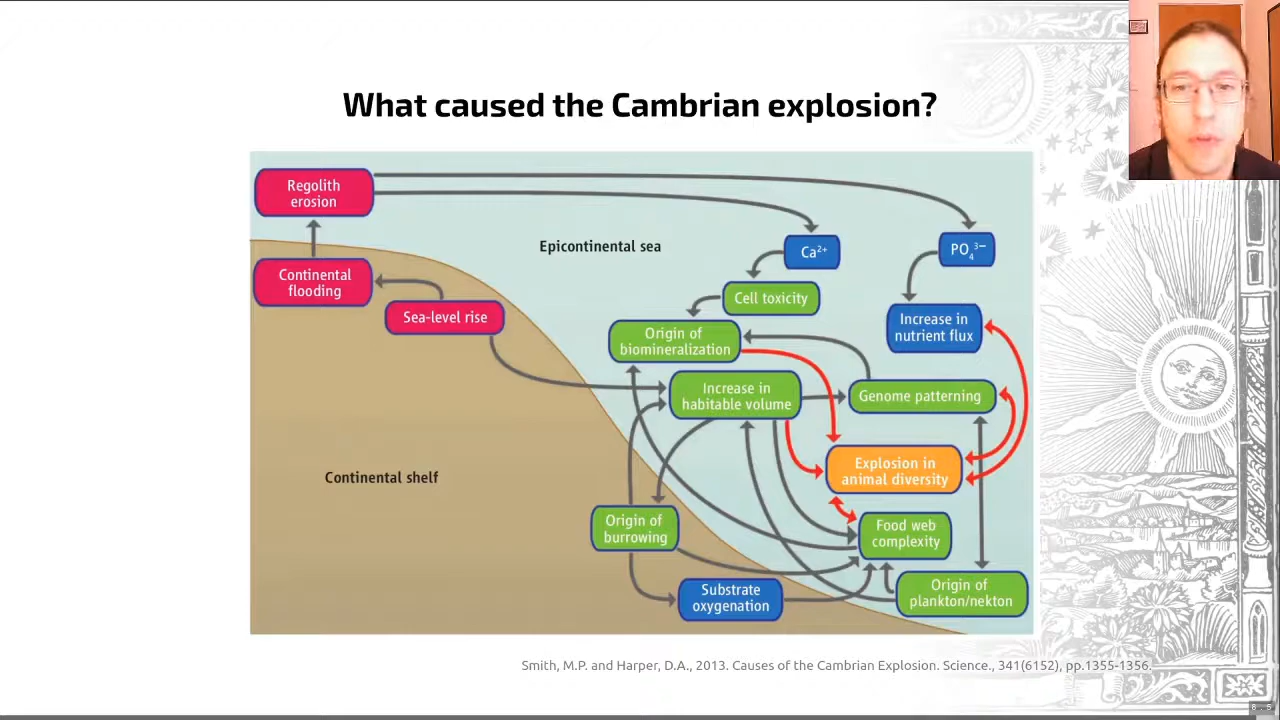 What caused the Cambrian explosion?
Regolith
erosion
Epicontinental sea
Ca²⁺
PO₄³⁻
Continental
flooding
Cell toxicity
Sea-level rise
Origin of
biomineralization
Increase in
nutrient flux
Increase in
habitable volume
Genome patterning
Continental shelf
Explosion in
animal diversity
Origin of
burrowing
Food web
complexity
Substrate
oxygenation
Origin of
plankton/nekton
Smith, M.P. and Harper, D.A., 2013. Causes of the Cambrian Explosion. Science., 341(6152), pp.1355-1356.